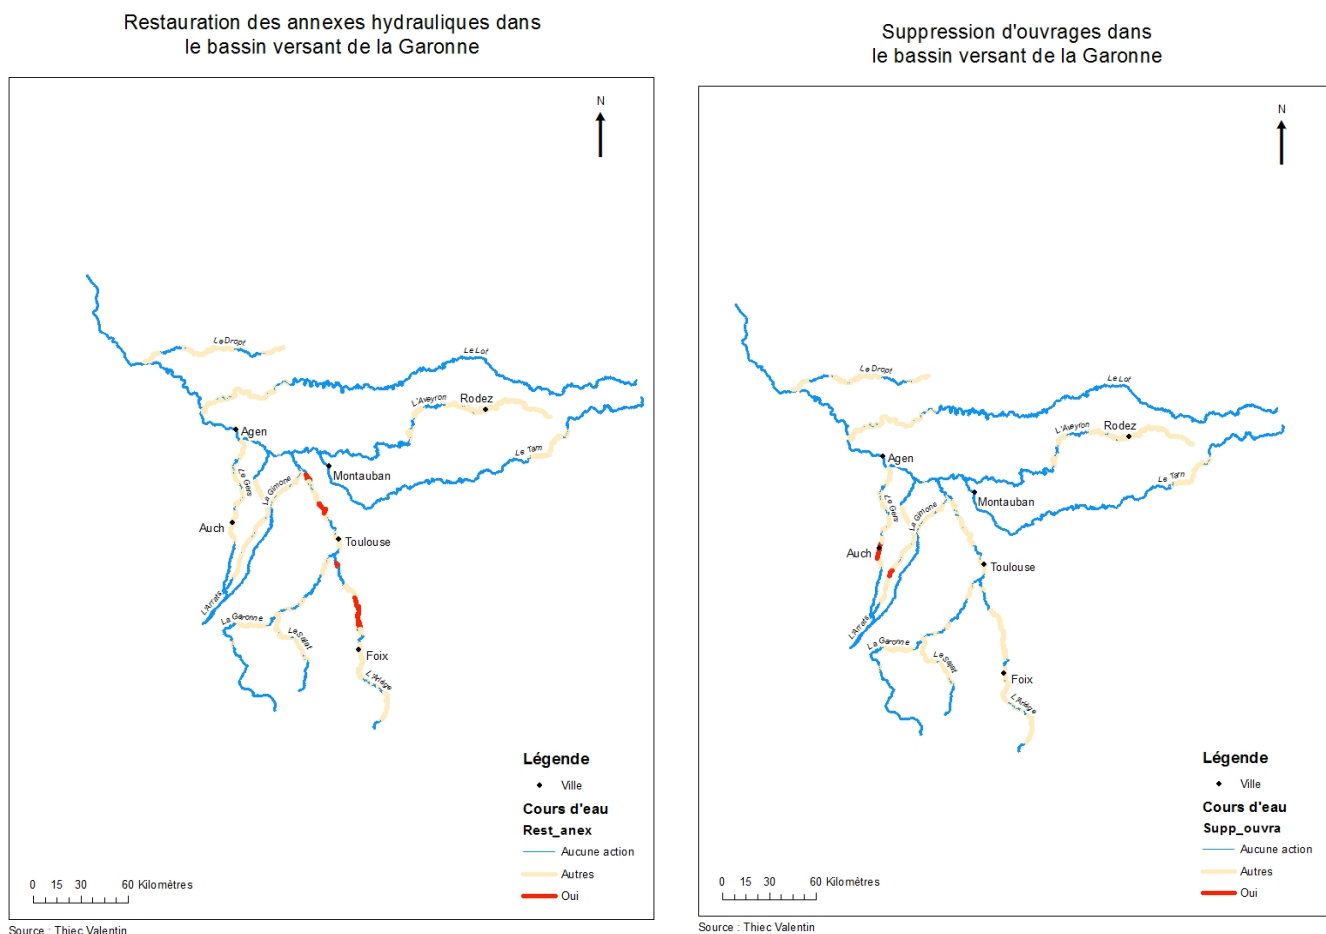 Restauration des annexes hydrauliques dans
le bassin versant de la Garonne
N
Le Dropt
Le Lot
L'Aveyron
Rodez
Agen
Le Tarn
Le Gers
La Gimone
Montauban
Auch
Toulouse
L'Arrats
La Garonne
Le Salat
Foix
L'Ariège
Légende
Ville
Cours d'eau
Rest_anex
Aucune action
Autres
Oui
0 15 30 60 Kilomètres
Source : Thiec Valentin
Suppression d'ouvrages dans
le bassin versant de la Garonne
N
Le Dropt
Le Lot
L'Aveyron
Rodez
Agen
Le Tarn
Le Gers
La Gimone
Montauban
Auch
Toulouse
L'Arrats
La Garonne
Le Salat
Foix
L'Ariège
Légende
Ville
Cours d'eau
Supp_ouvra
Aucune action
Autres
Oui
0 15 30 60 Kilomètres
Source : Thiec Valentin